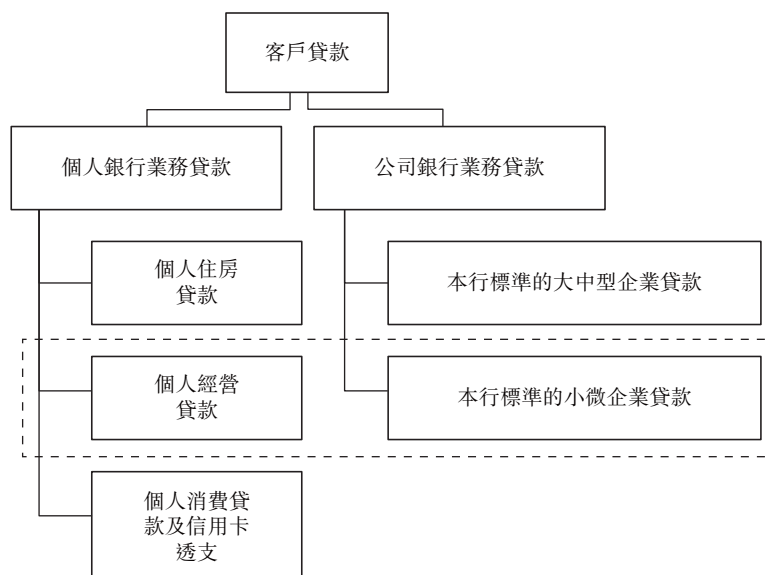 客戶貸款
個人銀行業務貸款
公司銀行業務貸款
個人住房
貸款
本行標準的大中型企業貸款
個人經營
貸款
本行標準的小微企業貸款
個人消費貸
款及信用卡
透支